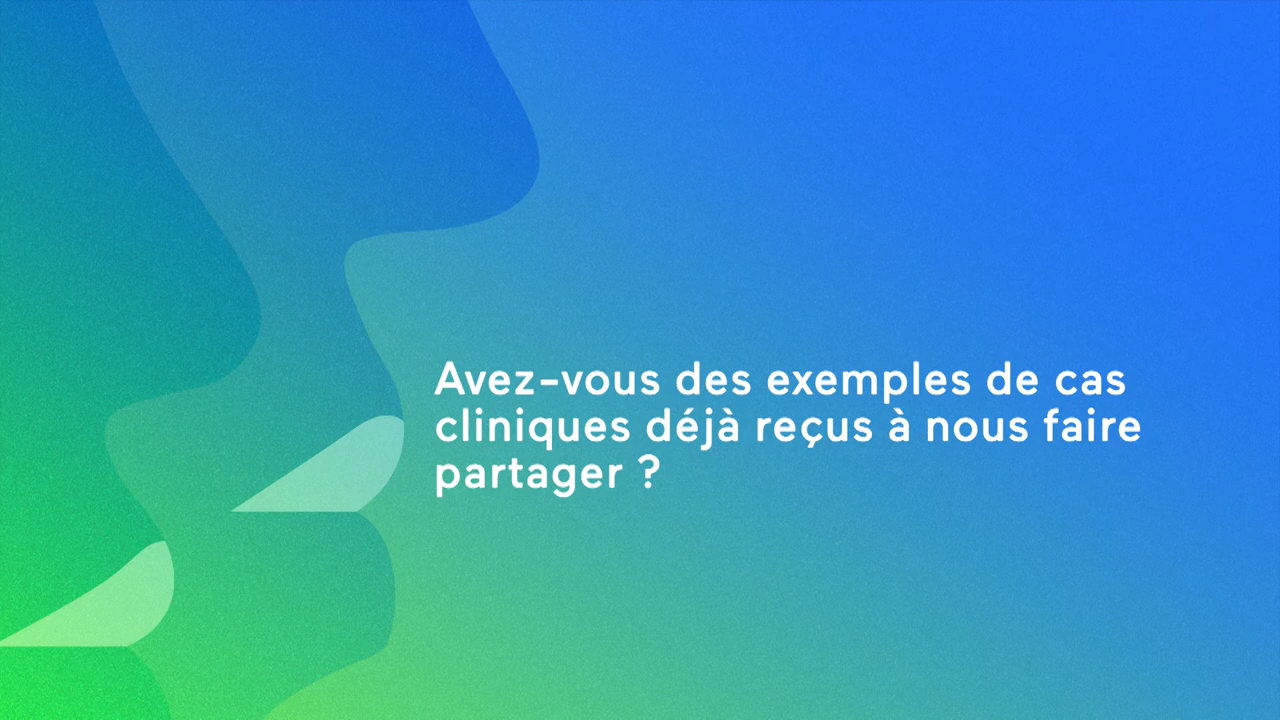 Avez-vous des exemples de cas
cliniques déjà reçus à nous faire
partager ?